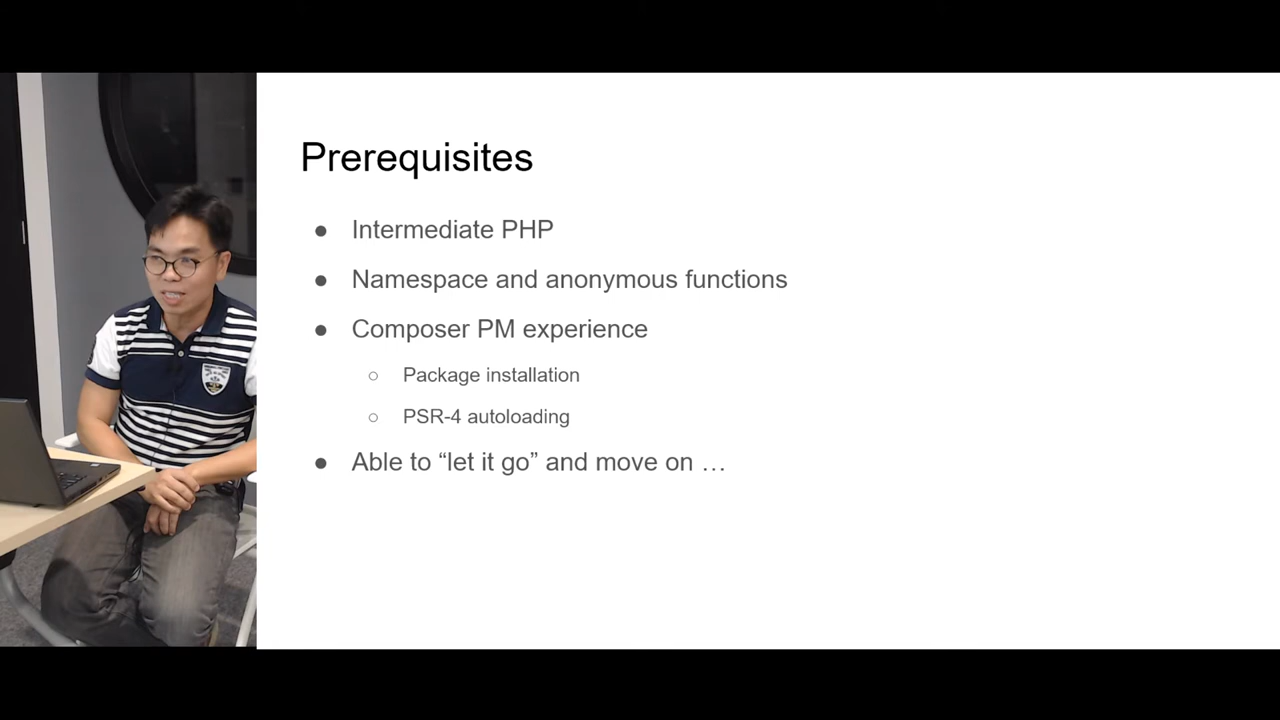 Prerequisites
● Intermediate PHP
● Namespace and anonymous functions
● Composer PM experience
○ Package installation
○ PSR-4 autoloading
● Able to “let it go” and move on …